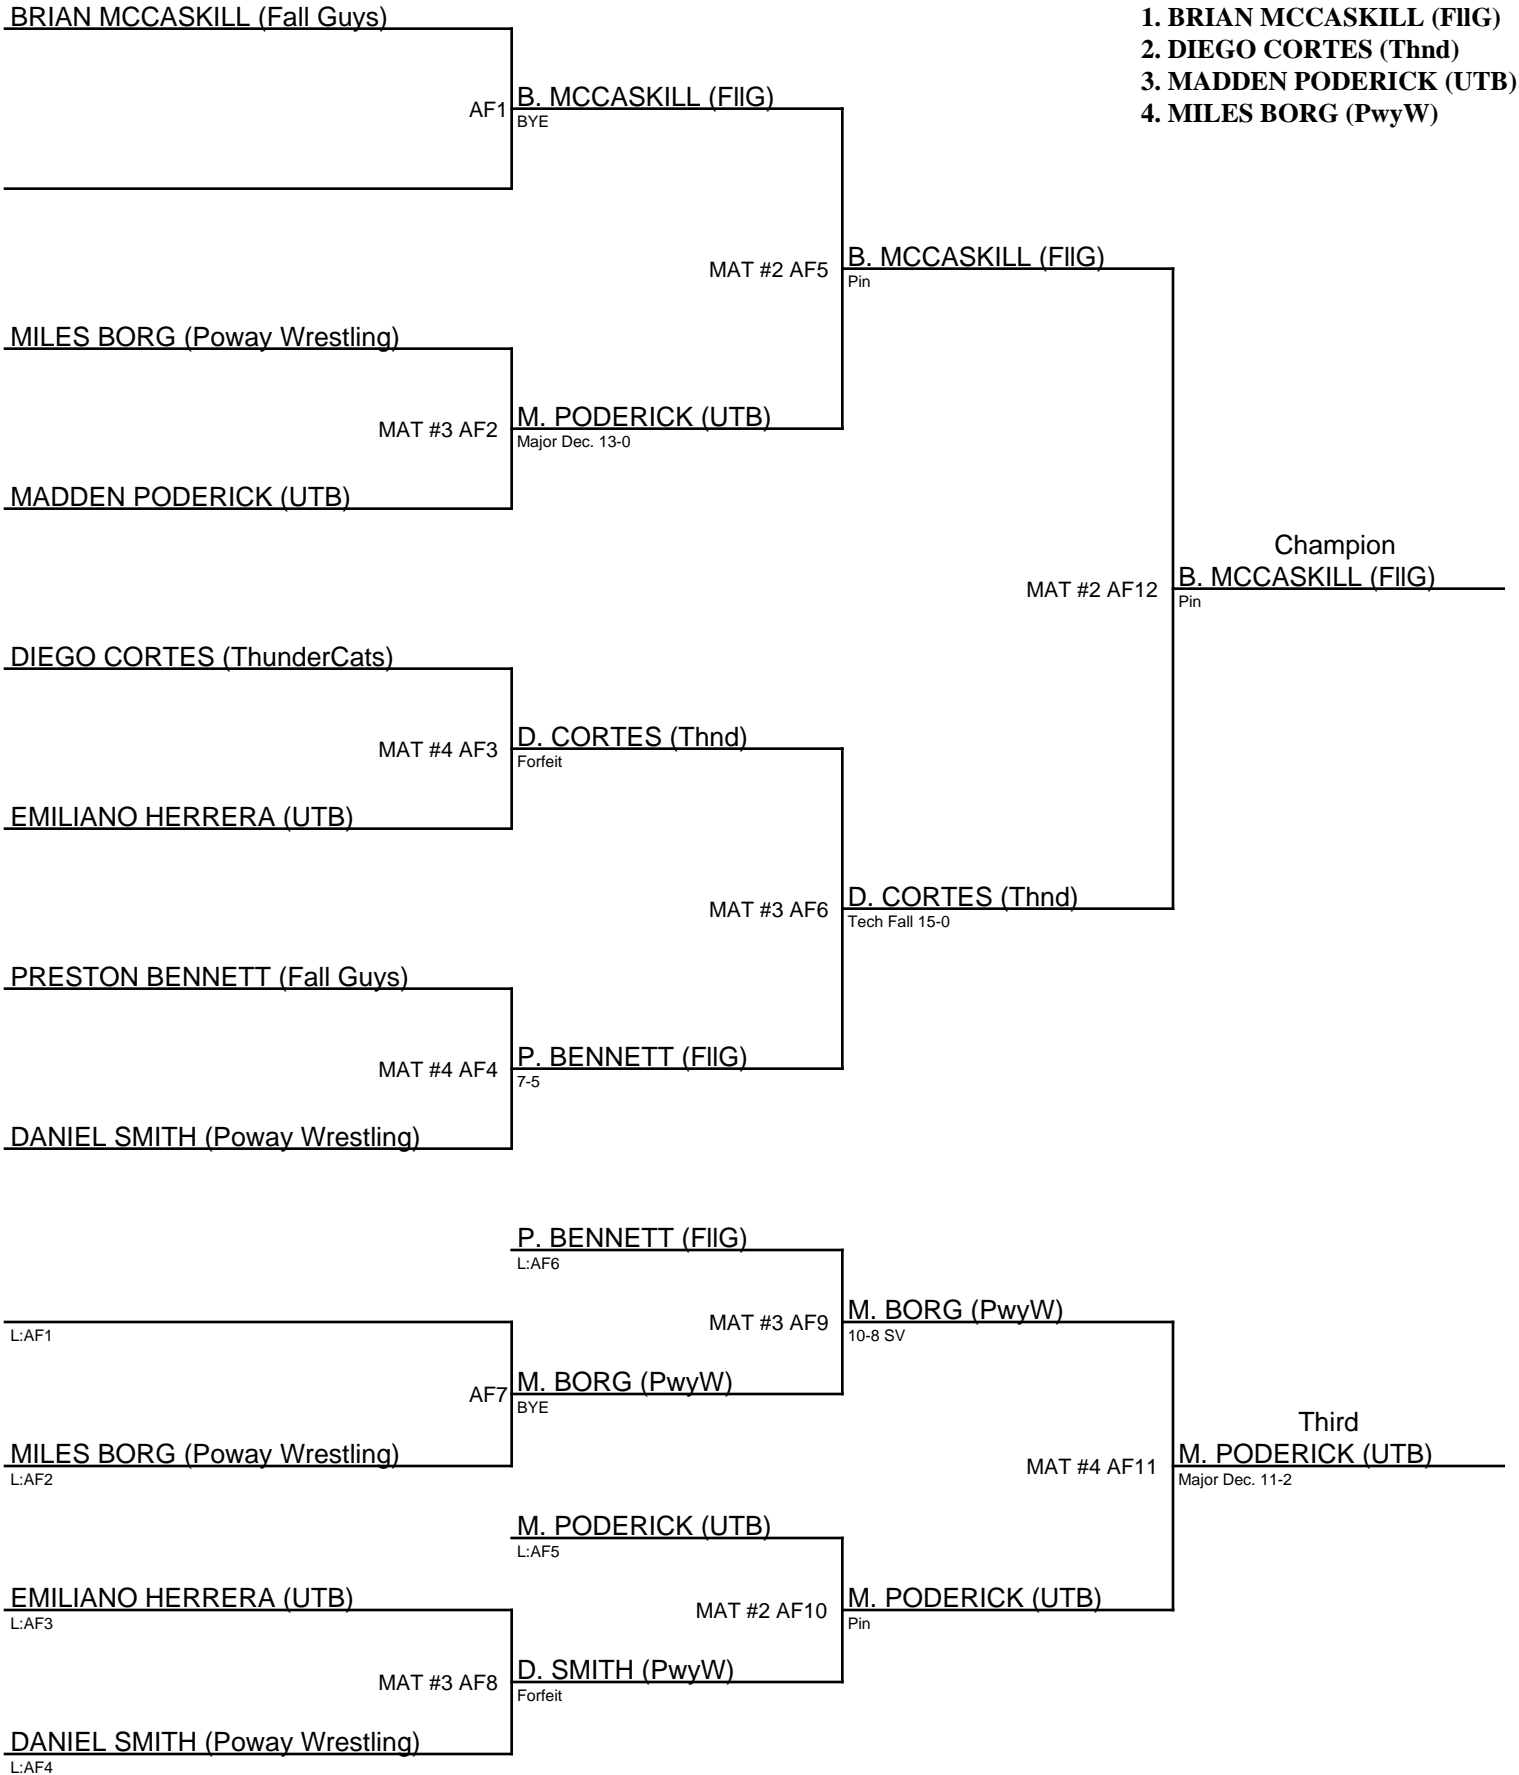 BRIAN MCCASKILL (Fall Guys)
1. BRIAN MCCASKILL (FllG)
2. DIEGO CORTES (Thnd)
3. MADDEN PODERICK (UTB)
4. MILES BORG (PwyW)
AF1
B. MCCASKILL (FllG)
BYE
MAT #2 AF5
B. MCCASKILL (FllG)
Pin
MILES BORG (Poway Wrestling)
MAT #3 AF2
M. PODERICK (UTB)
Major Dec. 13-0
MADDEN PODERICK (UTB)
Champion
MAT #2 AF12
B. MCCASKILL (FllG)
Pin
DIEGO CORTES (ThunderCats)
MAT #4 AF3
D. CORTES (Thnd)
Forfeit
EMILIANO HERRERA (UTB)
MAT #3 AF6
D. CORTES (Thnd)
Tech Fall 15-0
PRESTON BENNETT (Fall Guys)
MAT #4 AF4
P. BENNETT (FllG)
7-5
DANIEL SMITH (Poway Wrestling)
P. BENNETT (FllG)
L:AF6
L:AF1
MAT #3 AF9
M. BORG (PwyW)
10-8 SV
AF7
M. BORG (PwyW)
BYE
MILES BORG (Poway Wrestling)
L:AF2
Third
MAT #4 AF11
M. PODERICK (UTB)
Major Dec. 11-2
M. PODERICK (UTB)
L:AF5
EMILIANO HERRERA (UTB)
L:AF3
MAT #2 AF10
M. PODERICK (UTB)
Pin
MAT #3 AF8
D. SMITH (PwyW)
Forfeit
DANIEL SMITH (Poway Wrestling)
L:AF4